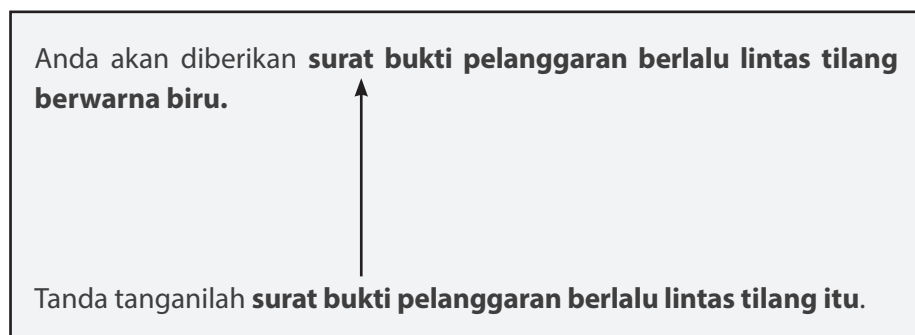 Anda akan diberikan surat bukti pelanggaran berlalu lintas tilang
berwarna biru.
Tanda tanganilah surat bukti pelanggaran berlalu lintas tilang itu.